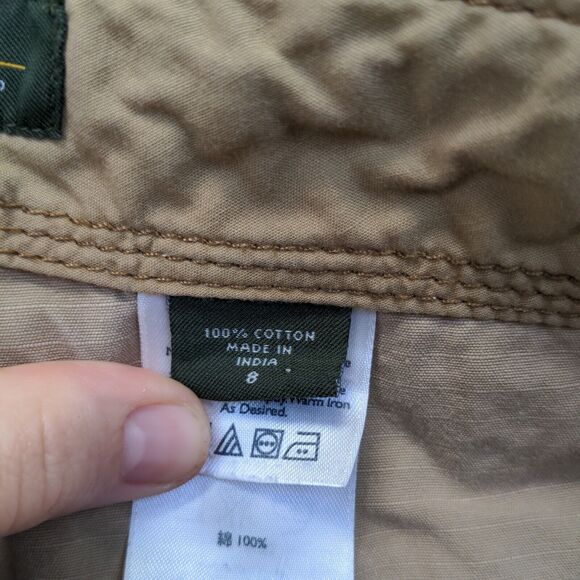 100% COTTON
MADE IN
INDIA
8
Warm Iron
As Desired.
綿 100%